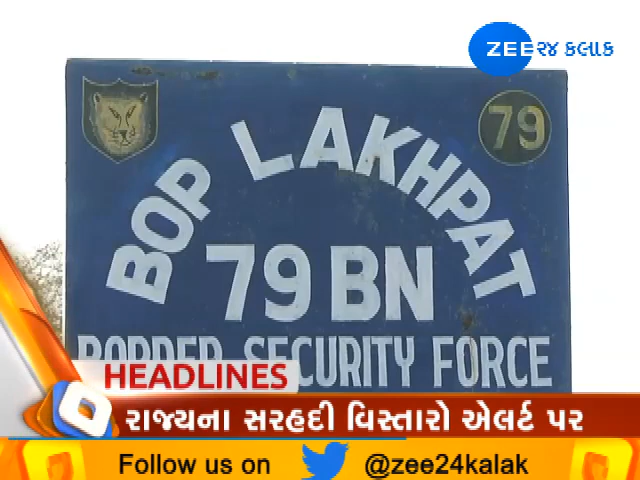 ZEE ૨૪ કલાક
79
BOP LAKHPAT
79 BN
BORDER SECURITY FORCE
HEADLINES
રાજ્યના સરહદી વિસ્તારો એલર્ટ પર
Follow us on @zee24kalak